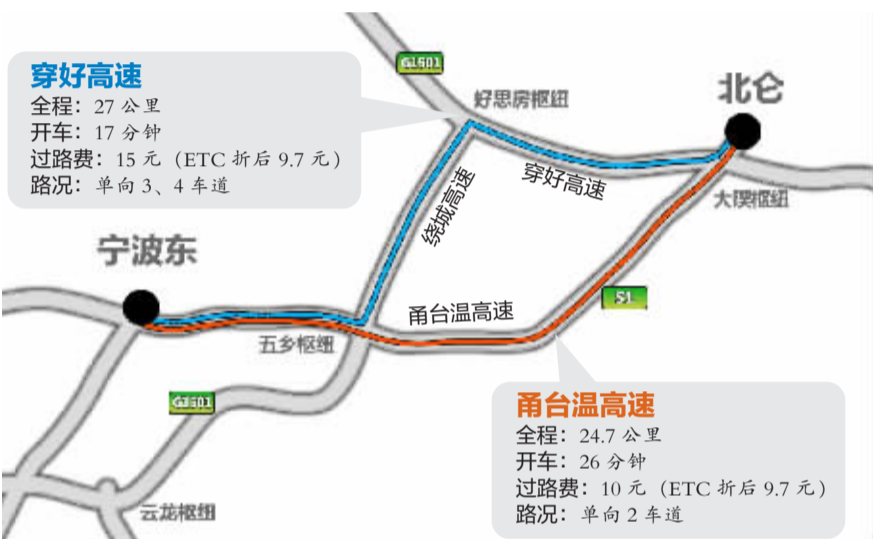 G1501
穿好高速
全程：27 公里
开车：17 分钟
过路费：15 元（ETC 折后 9.7 元）
路况：单向 3、4 车道
好思房枢纽
北仑
穿好高速
绕城高速
大碶枢纽
宁波东
甬台温高速
S1
五乡枢纽
G1501
甬台温高速
全程：24.7 公里
开车：26 分钟
过路费：10 元（ETC 折后 9.7 元）
路况：单向 2 车道
云龙枢纽